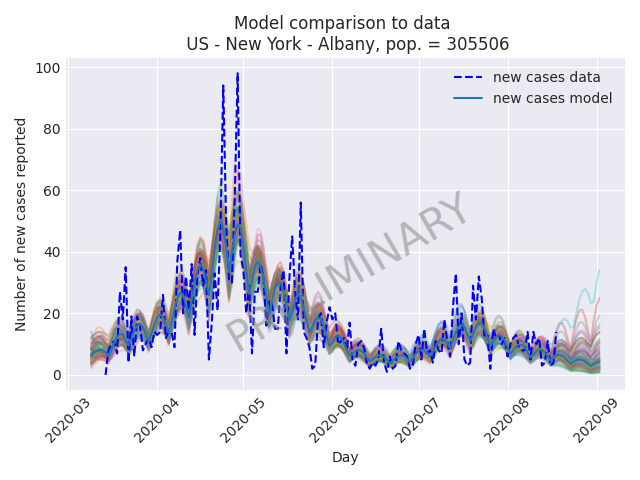 Model comparison to data
US - New York - Albany, pop. = 305506
Number of new cases reported
100
80
60
40
20
0
new cases data
new cases model
PRELIMINARY
2020-03
2020-04
2020-05
2020-06
2020-07
2020-08
2020-09
Day